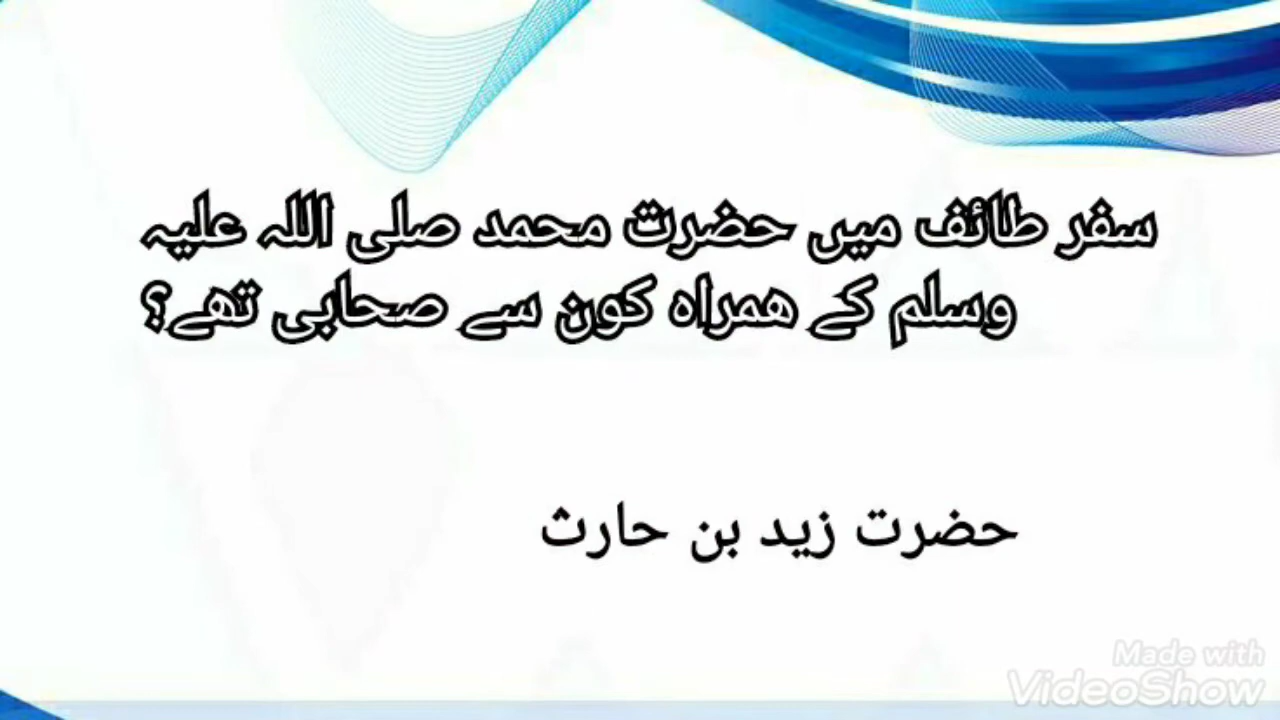 سفر طائف میں حضرت محمد صلی اللہ علیہ
وسلم کے ھمراہ کون سے صحابی تھے؟
حضرت زید بن حارث
Made with
VideoShow